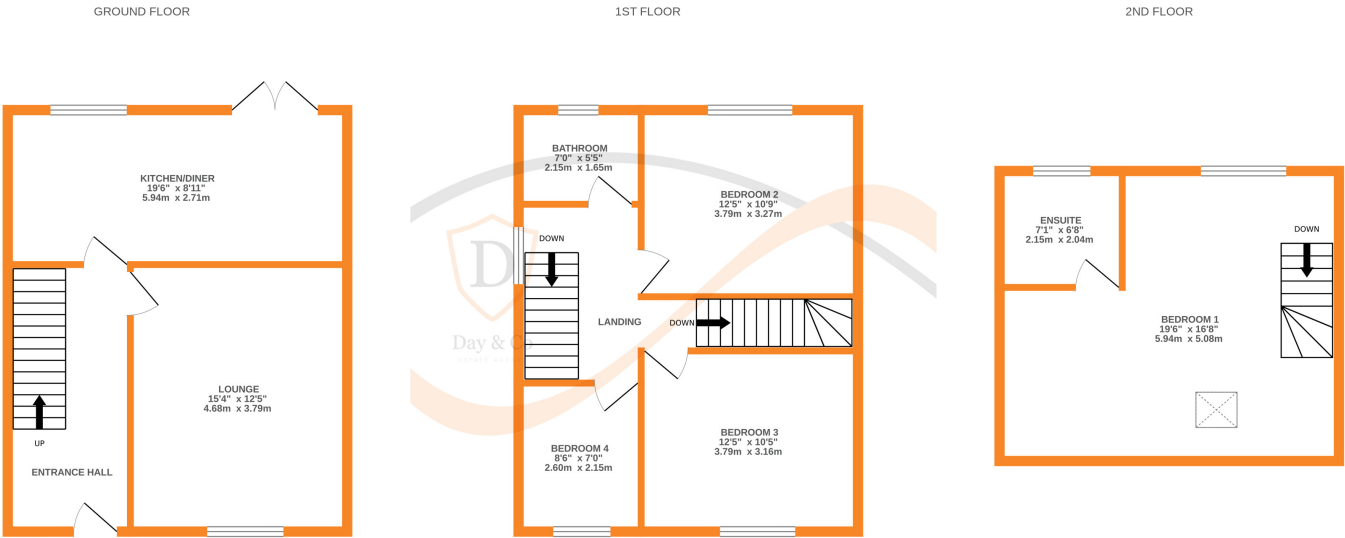 GROUND FLOOR
1ST FLOOR
2ND FLOOR
KITCHEN/DINER
19'6" x 8'11"
5.94m x 2.71m
UP
ENTRANCE HALL
LOUNGE
15'4" x 12'5"
4.68m x 3.79m
BATHROOM
7'0" x 5'5"
2.15m x 1.65m
BEDROOM 2
12'5" x 10'9"
3.79m x 3.27m
DOWN
D
LANDING
DOWN
Day & Co
BEDROOM 3
12'5" x 10'5"
3.79m x 3.16m
BEDROOM 4
8'6" x 7'0"
2.60m x 2.15m
ENSUITE
7'1" x 6'8"
2.15m x 2.04m
DOWN
BEDROOM 1
19'6" x 16'8"
5.94m x 5.08m